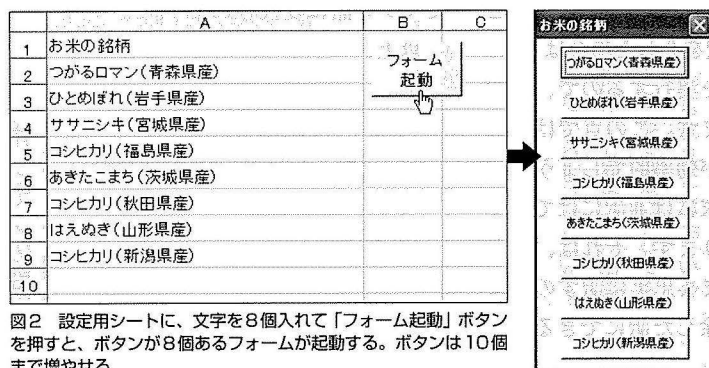 A B C
1 お米の銘柄
2 つがるロマン(青森県産)
3 ひとめぼれ(岩手県産)
4 ササニシキ(宮城県産)
5 コシヒカリ(福島県産)
6 あきたこまち(茨城県産)
7 コシヒカリ(秋田県産)
8 はえぬき(山形県産)
9 コシヒカリ(新潟県産)
10
フォーム
起動
お米の銘柄
つがるロマン(青森県産)
ひとめぼれ(岩手県産)
ササニシキ(宮城県産)
コシヒカリ(福島県産)
あきたこまち(茨城県産)
コシヒカリ(秋田県産)
はえぬき(山形県産)
コシヒカリ(新潟県産)
図2 設定用シートに、文字を8個入れて「フォーム起動」ボタン
を押すと、ボタンが8個あるフォームが起動する。ボタンは10個
まで増やせる